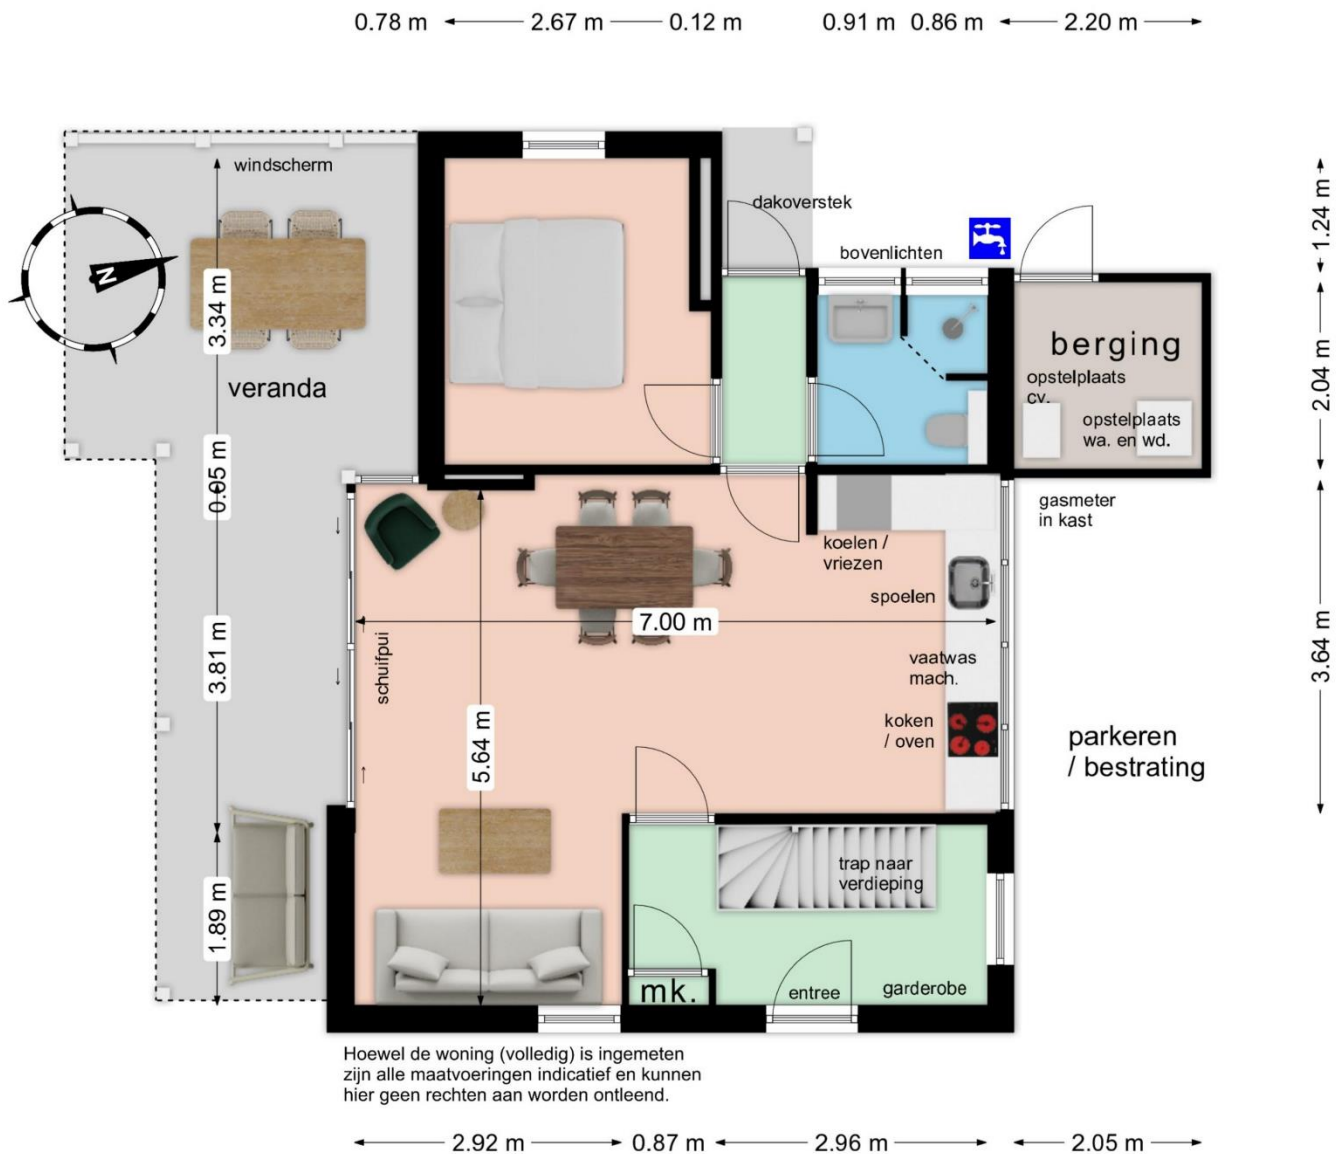 0.78 m 2.67 m 0.12 m 0.91 m 0.86 m 2.20 m
windscherm
dakoverstek
bovenlichten
1.24 m
N
3.34 m
veranda
berging
opstelplaats
cv.
opstelplaats
wa. en wd.
2.04 m
0.05 m
gasmeter
in kast
koelen /
vriezen
spoelen
7.00 m
schuifpui
3.81 m
vaatwas
mach.
3.64 m
koken
/ oven
5.64 m
parkeren
/ bestrating
trap naar
verdieping
1.89 m
mk.
entree
garderobe
Hoewel de woning (volledig) is ingemeten
zijn alle maatvoeringen indicatief en kunnen
hier geen rechten aan worden ontleend.
2.92 m 0.87 m 2.96 m 2.05 m